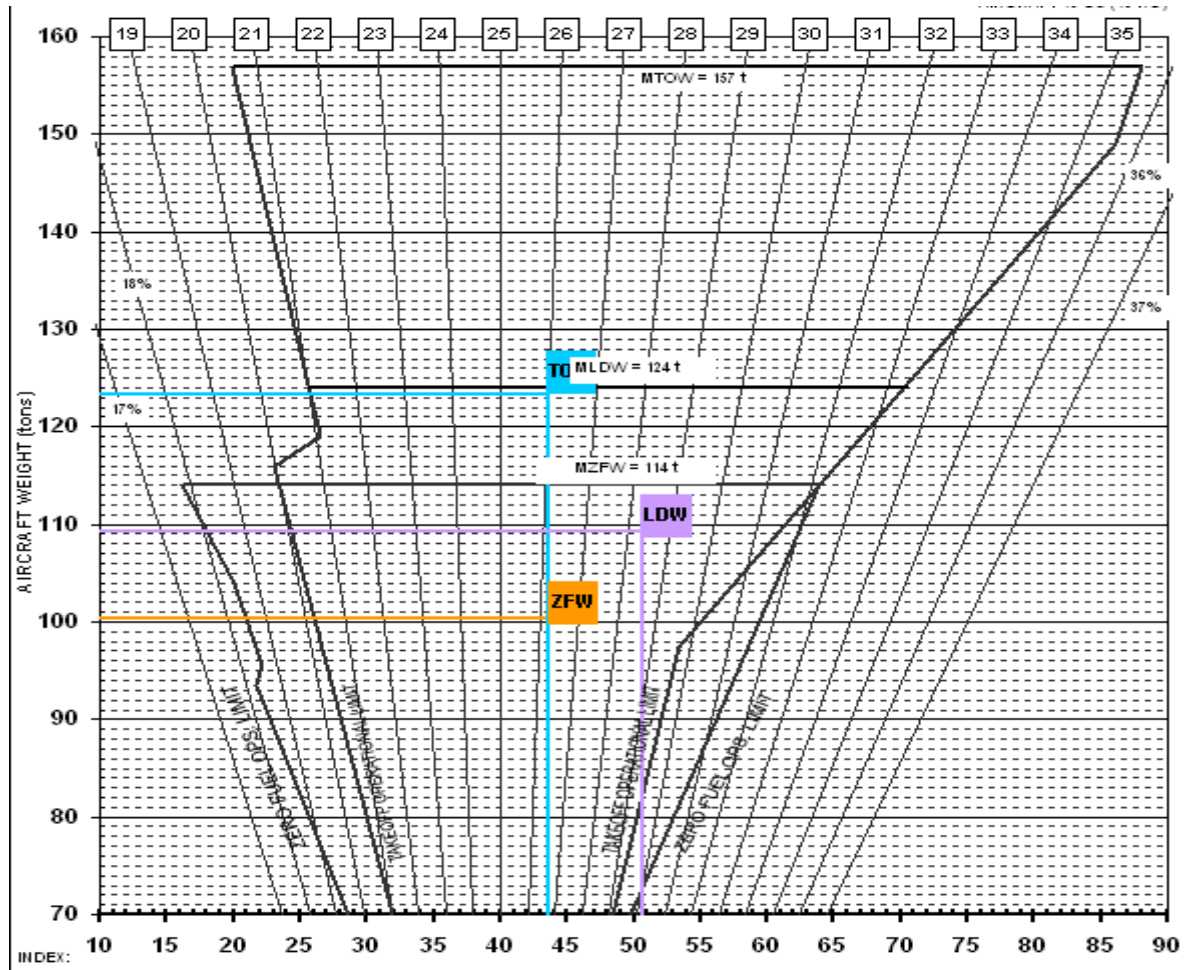 160 19 20 21 22 23 24 25 26 27 28 29 30 31 32 33 34 35
MTOW = 157 t
150
36%
140
18%
37%
130
MLDW = 124 t
17%
120
MZFW = 114 t
110
LDW
ZFW
100
90
80
70
AIRCRAFT WEIGHT (tons)
ZERO FUEL OPS. LIMIT
TAKEOFF OPERATIONAL LIMIT
TAKEOFF OPERATIONAL LIMIT
ZERO FUEL OPS. LIMIT
10 15 20 25 30 35 40 45 50 55 60 65 70 75 80 85 90
INDEX: